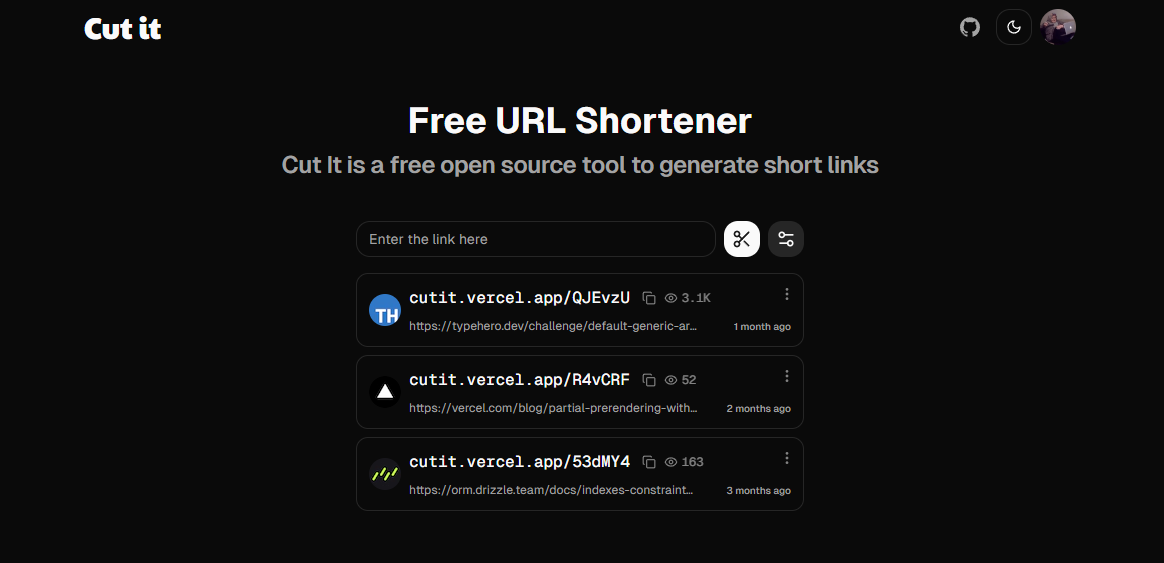 Cut it
Free URL Shortener
Cut It is a free open source tool to generate short links
Enter the link here
TH
cutit.vercel.app/QJEvzU 3.1K
https://typehero.dev/challenge/default-generic-ar… 1 month ago
cutit.vercel.app/R4vCRF 52
https://vercel.com/blog/partial-prerendering-with… 2 months ago
cutit.vercel.app/53dMY4 163
https://orm.drizzle.team/docs/indexes-constraint… 3 months ago